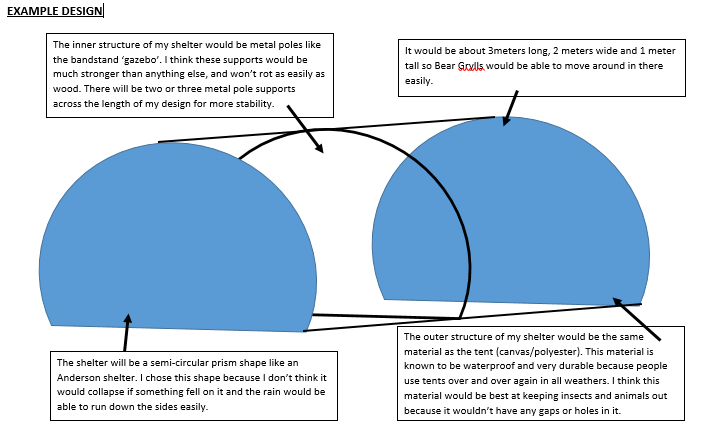 EXAMPLE DESIGN
The inner structure of my shelter would be metal poles like
the bandstand ‘gazebo’. I think these supports would be
much stronger than anything else, and won’t rot as easily as
wood. There will be two or three metal pole supports
across the length of my design for more stability.
It would be about 3meters long, 2 meters wide and 1 meter
tall so Bear Grylls would be able to move around in there
easily.
The shelter will be a semi-circular prism shape like an
Anderson shelter. I chose this shape because I don’t think it
would collapse if something fell on it and the rain would be
able to run down the sides easily.
The outer structure of my shelter would be the same
material as the tent (canvas/polyester). This material is
known to be waterproof and very durable because people
use tents over and over again in all weathers. I think this
material would be best at keeping insects and animals out
because it wouldn’t have any gaps or holes in it.